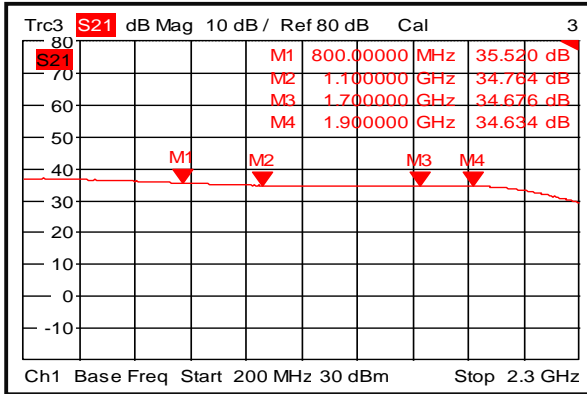 Trc3 S21 dB Mag 10 dB / Ref 80 dB Cal 3
80
S21
M1 800.00000 MHz 35.520 dB
70
M2 1.100000 GHz 34.764 dB
60
M3 1.700000 GHz 34.676 dB
M4 1.900000 GHz 34.634 dB
50
40
M1 M2 M3 M4
30
20
10
0
-10
Ch1 Base Freq Start 200 MHz 30 dBm Stop 2.3 GHz